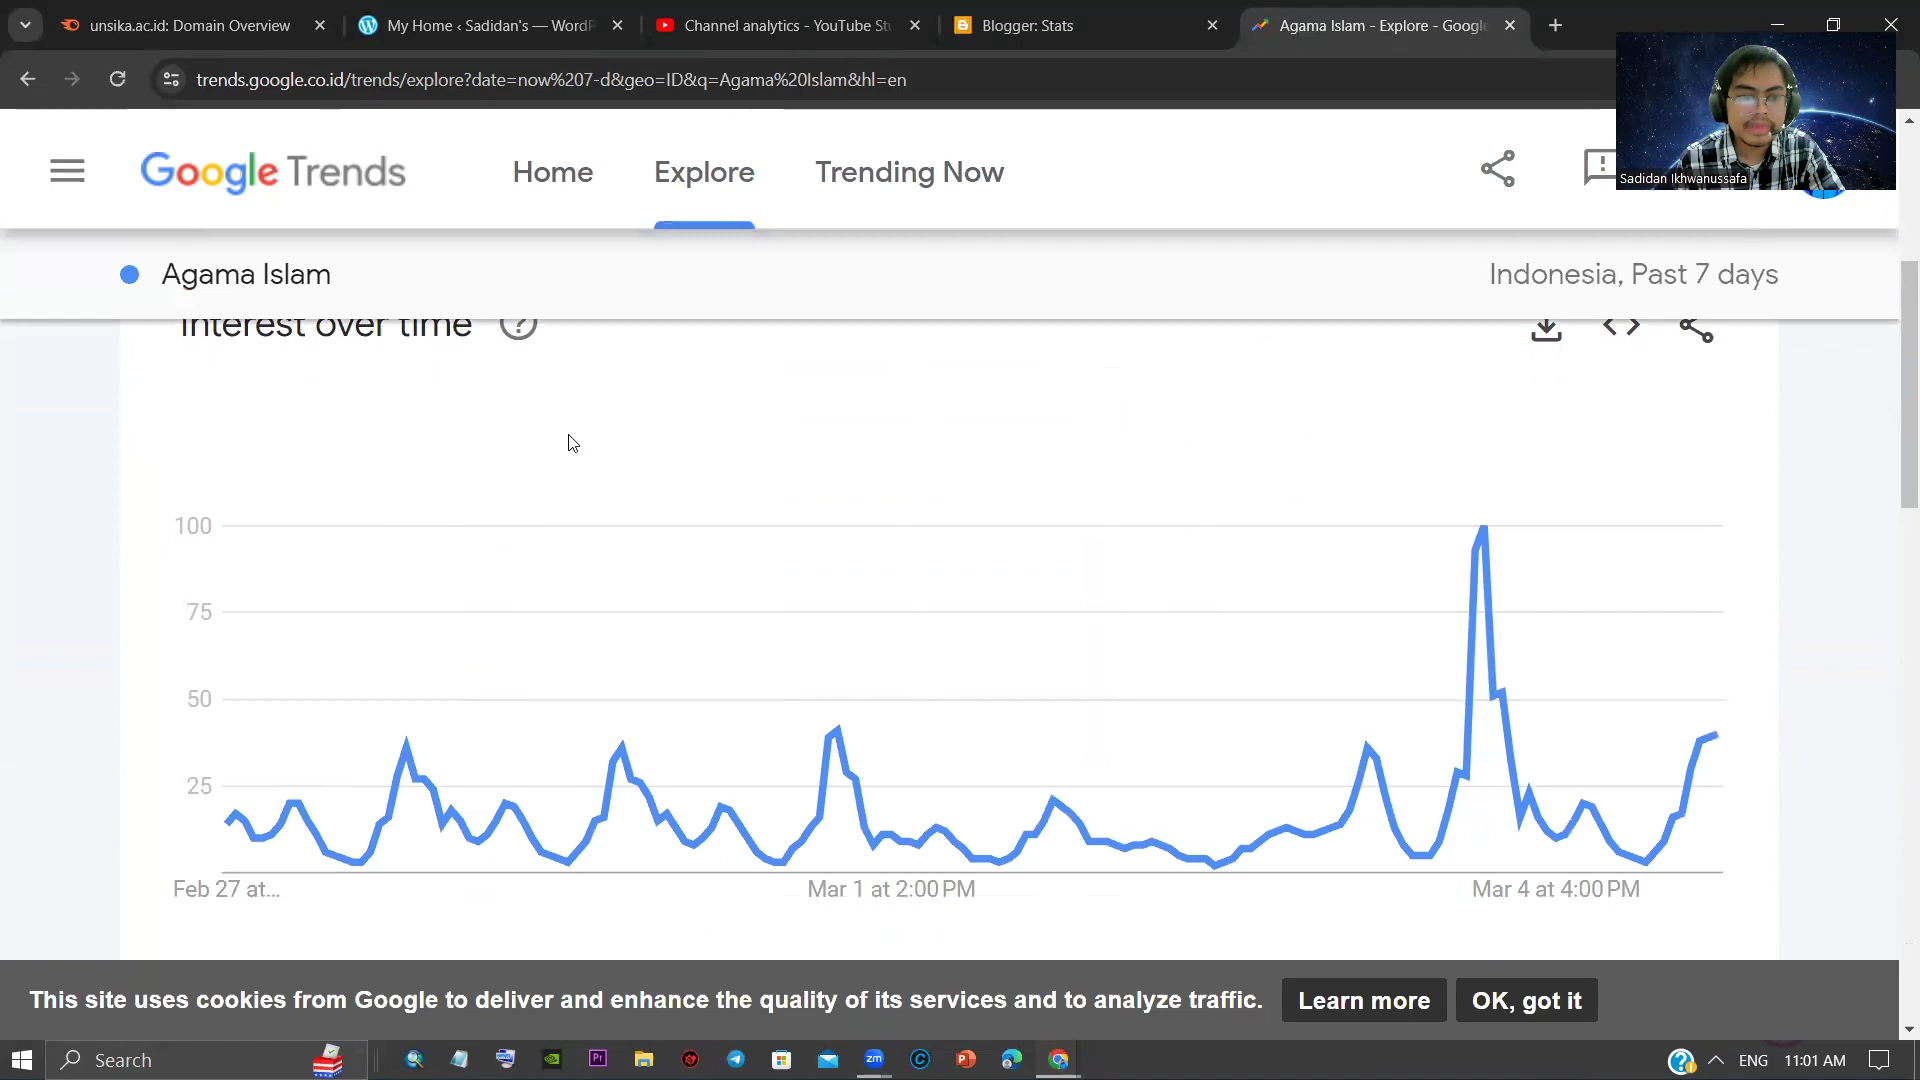 unsika.ac.id: Domain Overview
My Home ‹ Sadidan's — WordP
Channel analytics - YouTube Stu
Blogger: Stats
Agama Islam - Explore - Google
trends.google.co.id/trends/explore?date=now%207-d&geo=ID&q=Agama%20Islam&hl=en
Sadidan Ikhwanussafa
Google Trends
Home
Explore
Trending Now
Agama Islam
Indonesia, Past 7 days
Interest over time
100
75
50
25
Feb 27 at...
Mar 1 at 2:00 PM
Mar 4 at 4:00 PM
This site uses cookies from Google to deliver and enhance the quality of its services and to analyze traffic.
Learn more
OK, got it
Search
Pr
zm
ENG
11:01 AM